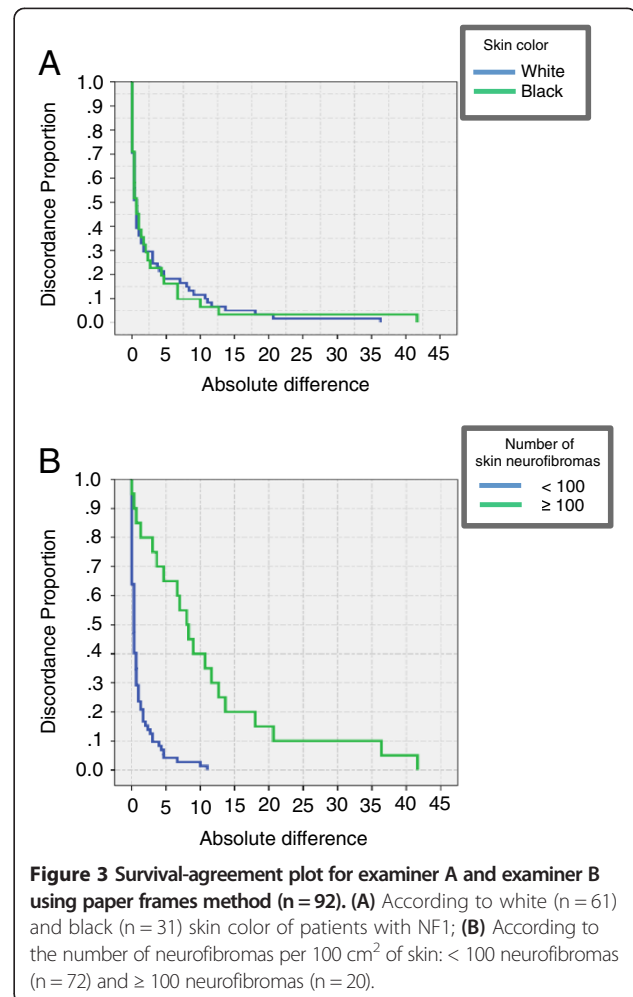 A
Skin color
White
Black
1.0
.9
.8
.7
.6
.5
.4
.3
.2
.1
0.0
Discordance Proportion
0 5 10 15 20 25 30 35 40 45
Absolute difference
B
Number of
skin neurofibromas
< 100
≥ 100
1.0
.9
.8
.7
.6
.5
.4
.3
.2
.1
0.0
Discordance Proportion
0 5 10 15 20 25 30 35 40 45
Absolute difference
Figure 3 Survival-agreement plot for examiner A and examiner B
using paper frames method (n = 92). (A) According to white (n = 61)
and black (n = 31) skin color of patients with NF1; (B) According to
the number of neurofibromas per 100 cm² of skin: < 100 neurofibromas
(n = 72) and ≥ 100 neurofibromas (n = 20).